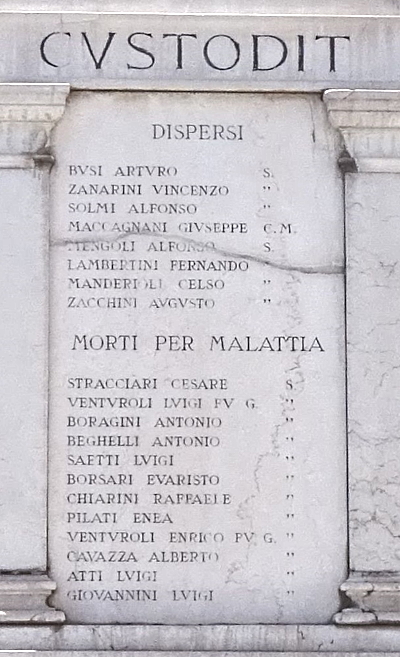 CVSTODIT
DISPERSI
BVSI ARTVRO S.
ZANARINI VINCENZO "
SOLMI ALFONSO "
MACCAGNANI GIVSEPPE C.M.
MENGOLI ALFONSO S.
LAMBERTINI FERNANDO "
MANDERIOLI CELSO "
ZACCHINI AVGVSTO "
MORTI PER MALATTIA
STRACCIARI CESARE S.
VENTVROLI LVIGI FV G. "
BORAGINI ANTONIO "
BEGHELLI ANTONIO "
SAETTI LVIGI "
BORSARI EVARISTO "
CHIARINI RAFFAELE "
PILATI ENEA "
VENTVROLI ENRICO FV G. "
CAVAZZA ALBERTO "
ATTI LVIGI "
GIOVANNINI LVIGI "